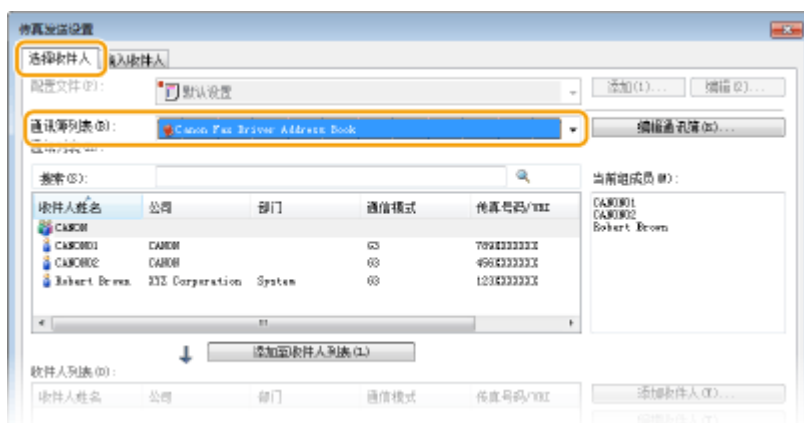 传真发送设置
选择收件人 输入收件人
配置文件(P): 默认设置 添加(1)... 编辑(2)...
通讯簿列表(B): Canon Fax Driver Address Book 编辑通讯簿(K)...
搜索(S): 当前组成员(M):
收件人姓名 公司 部门 通信模式 传真号码/URI
CANON
CANON01 CANON G3 789XXXXXXX
CANON02 CANON G3 456XXXXXXX
Robert Brown XYZ Corporation System G3 123XXXXXXX
CANON01
CANON02
Robert Brown
添加至收件人列表(L)
收件人列表(D):
收件人姓名 公司 部门 通信模式 传真号码/URI 添加收件人(T)...